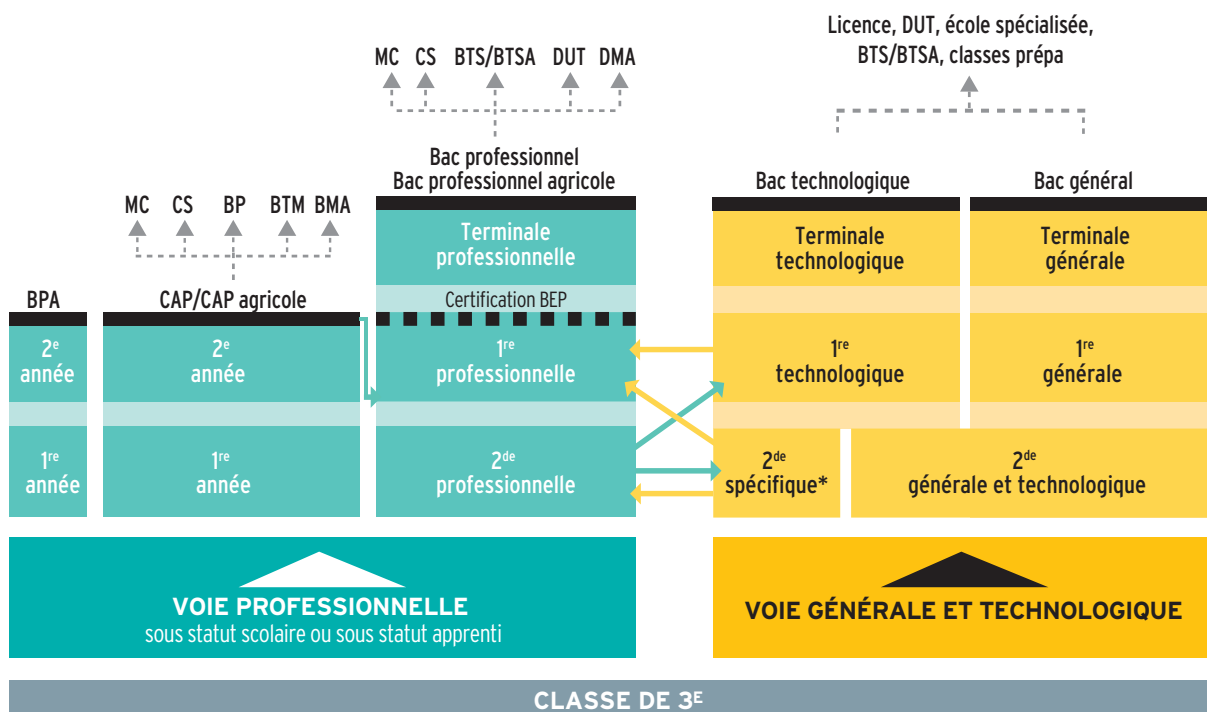 Licence, DUT, école spécialisée,
BTS/BTSA, classes prépa
MC CS BTS/BTSA DUT DMA
Bac professionnel
Bac professionnel agricole
Bac technologique
Bac général
MC CS BP BTM BMA
Terminale
professionnelle
Terminale
technologique
Terminale
générale
BPA
CAP/CAP agricole
Certification BEP
2e
année
2e
année
1re
professionnelle
1re
technologique
1re
générale
1re
année
1re
année
2de
professionnelle
2de
spécifique*
2de
générale et technologique
VOIE PROFESSIONNELLE
sous statut scolaire ou sous statut apprenti
VOIE GÉNÉRALE ET TECHNOLOGIQUE
CLASSE DE 3E